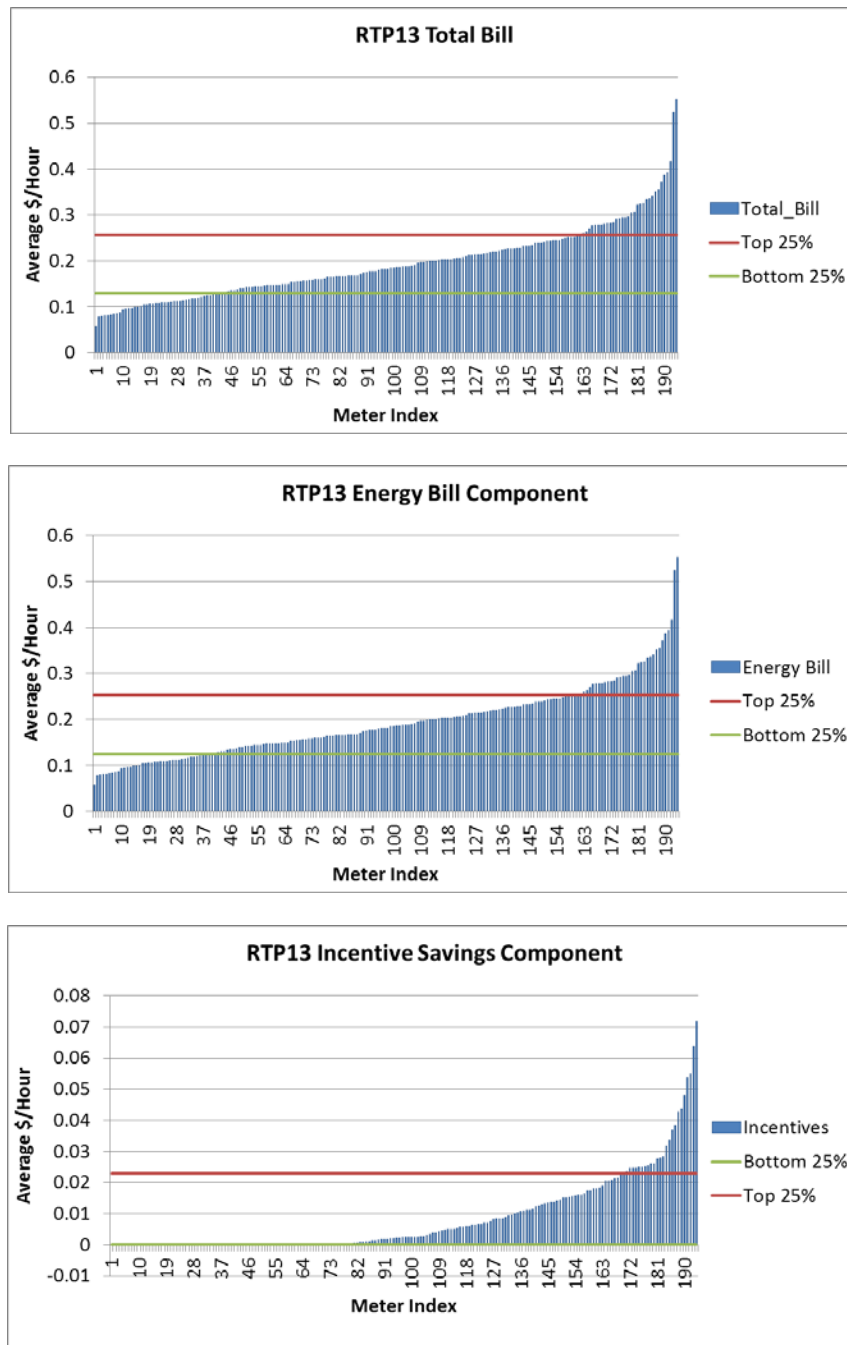 RTP13 Total Bill
0.6
0.5
0.4
0.3
0.2
0.1
0
Average $/Hour
1 10 19 28 37 46 55 64 73 82 91 100 109 118 127 136 145 154 163 172 181 190
Meter Index
Total_Bill
Top 25%
Bottom 25%
RTP13 Energy Bill Component
0.6
0.5
0.4
0.3
0.2
0.1
0
Average $/Hour
1 10 19 28 37 46 55 64 73 82 91 100 109 118 127 136 145 154 163 172 181 190
Meter Index
Energy Bill
Top 25%
Bottom 25%
RTP13 Incentive Savings Component
0.08
0.07
0.06
0.05
0.04
0.03
0.02
0.01
0
-0.01
Average $/Hour
1 10 19 28 37 46 55 64 73 82 91 100 109 118 127 136 145 154 163 172 181 190
Meter Index
Incentives
Bottom 25%
Top 25%